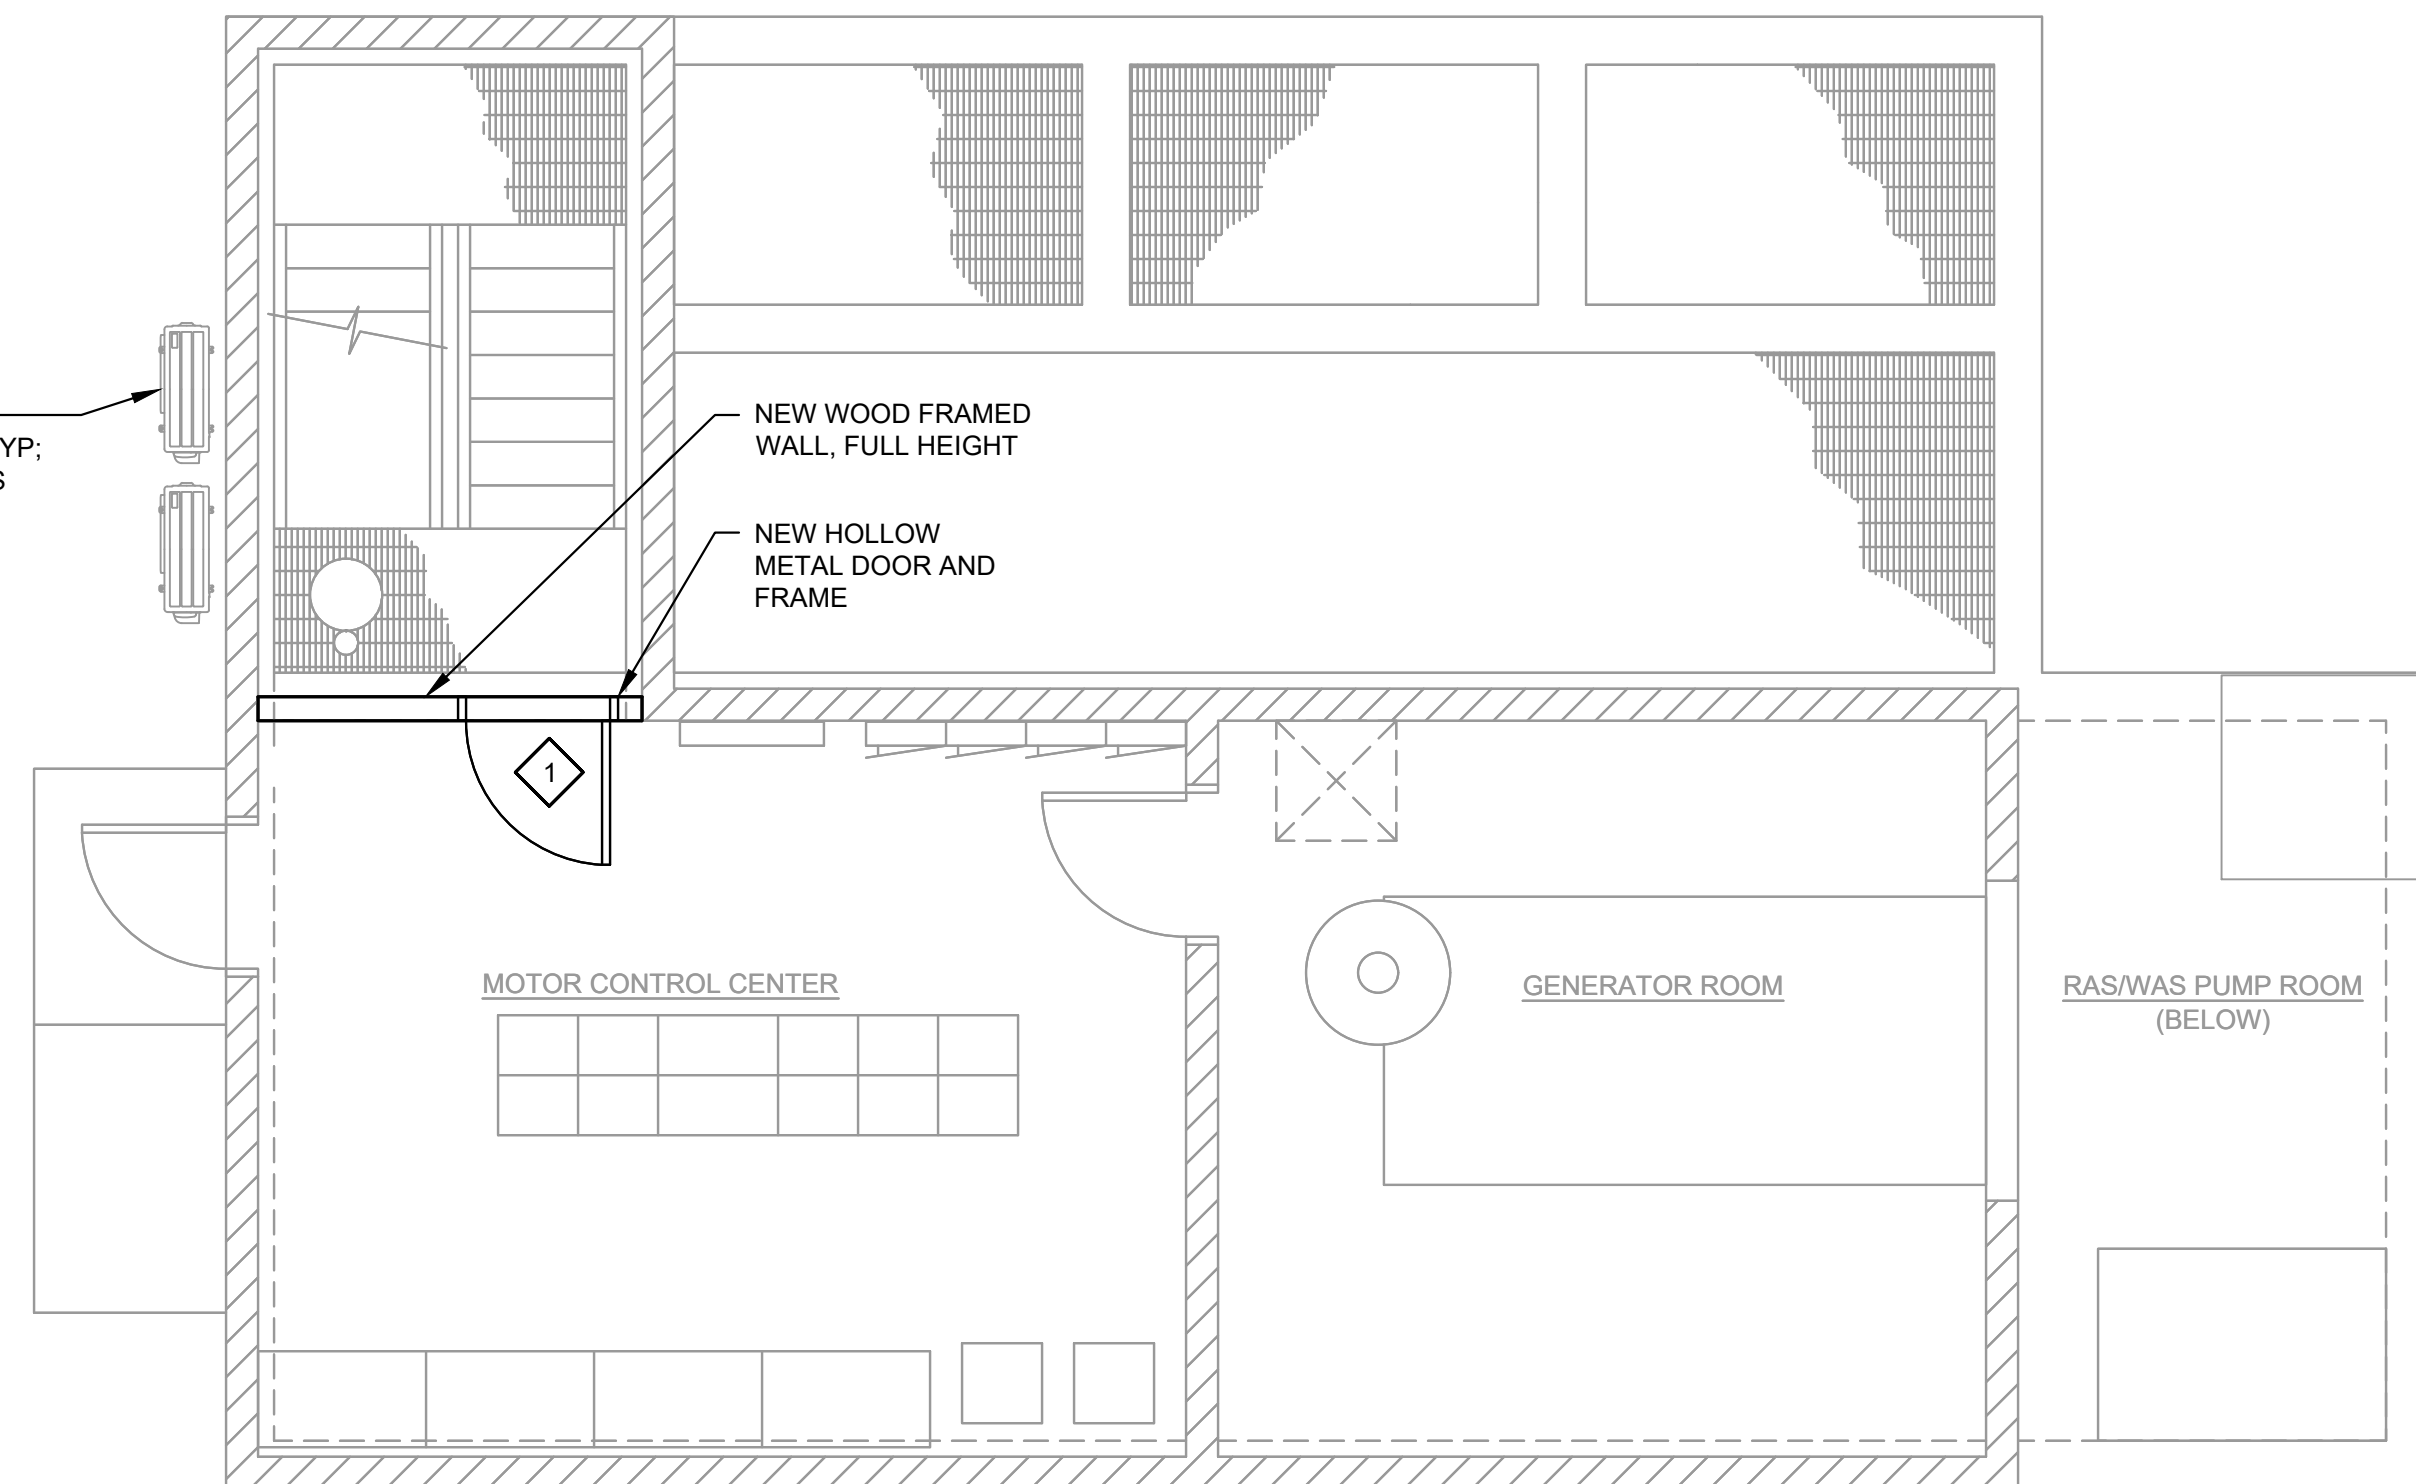 YP;
S
NEW WOOD FRAMED
WALL, FULL HEIGHT
NEW HOLLOW
METAL DOOR AND
FRAME
1
MOTOR CONTROL CENTER
GENERATOR ROOM
RAS/WAS PUMP ROOM
(BELOW)